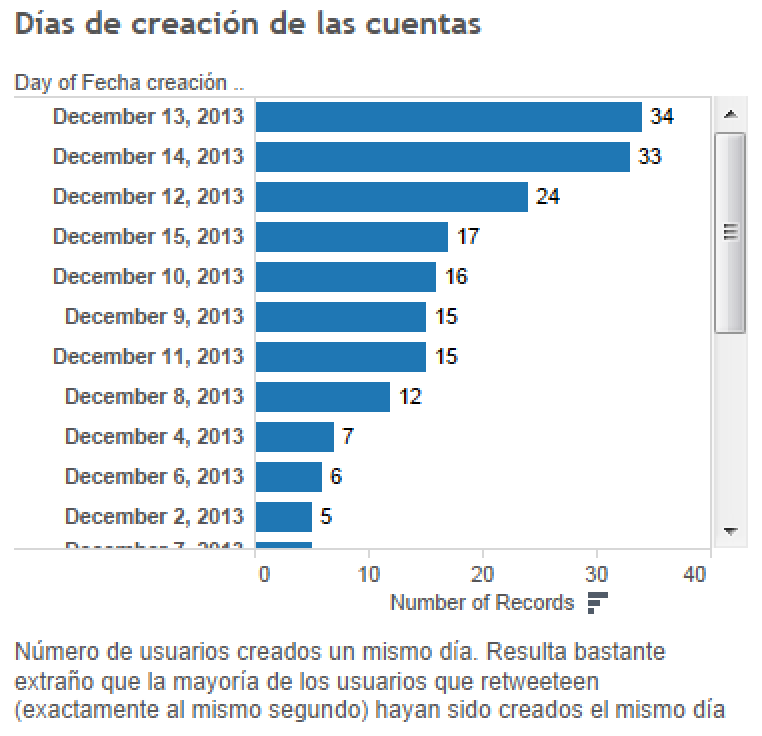 Días de creación de las cuentas
Day of Fecha creación ..
December 13, 2013 34
December 14, 2013 33
December 12, 2013 24
December 15, 2013 17
December 10, 2013 16
December 9, 2013 15
December 11, 2013 15
December 8, 2013 12
December 4, 2013 7
December 6, 2013 6
December 2, 2013 5
December 7, 2013
0 10 20 30 40
Number of Records
Número de usuarios creados un mismo día. Resulta bastante
extraño que la mayoría de los usuarios que retweeteen
(exactamente al mismo segundo) hayan sido creados el mismo día